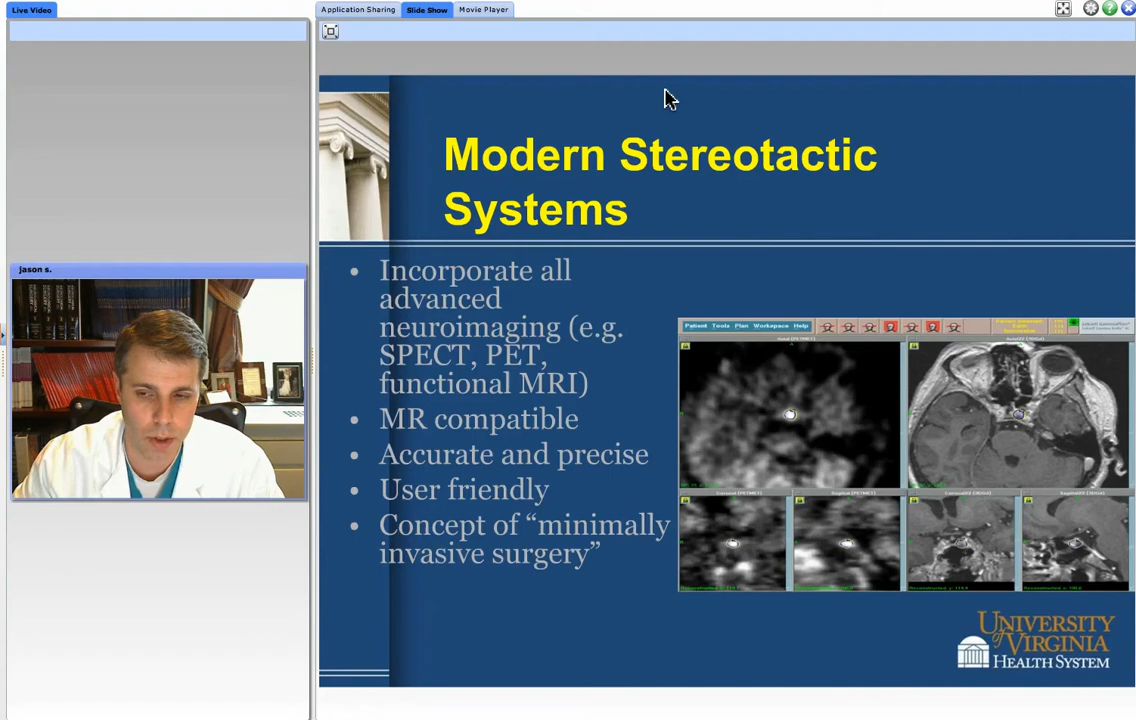 Live Video
Application Sharing
Slide Show
Movie Player
jason s.
Modern Stereotactic
Systems
• Incorporate all
advanced
neuroimaging (e.g.
SPECT, PET,
functional MRI)
• MR compatible
• Accurate and precise
• User friendly
• Concept of “minimally
invasive surgery”
Patient Tools Plan Workspace Help
UNIVERSITY
of VIRGINIA
HEALTH SYSTEM